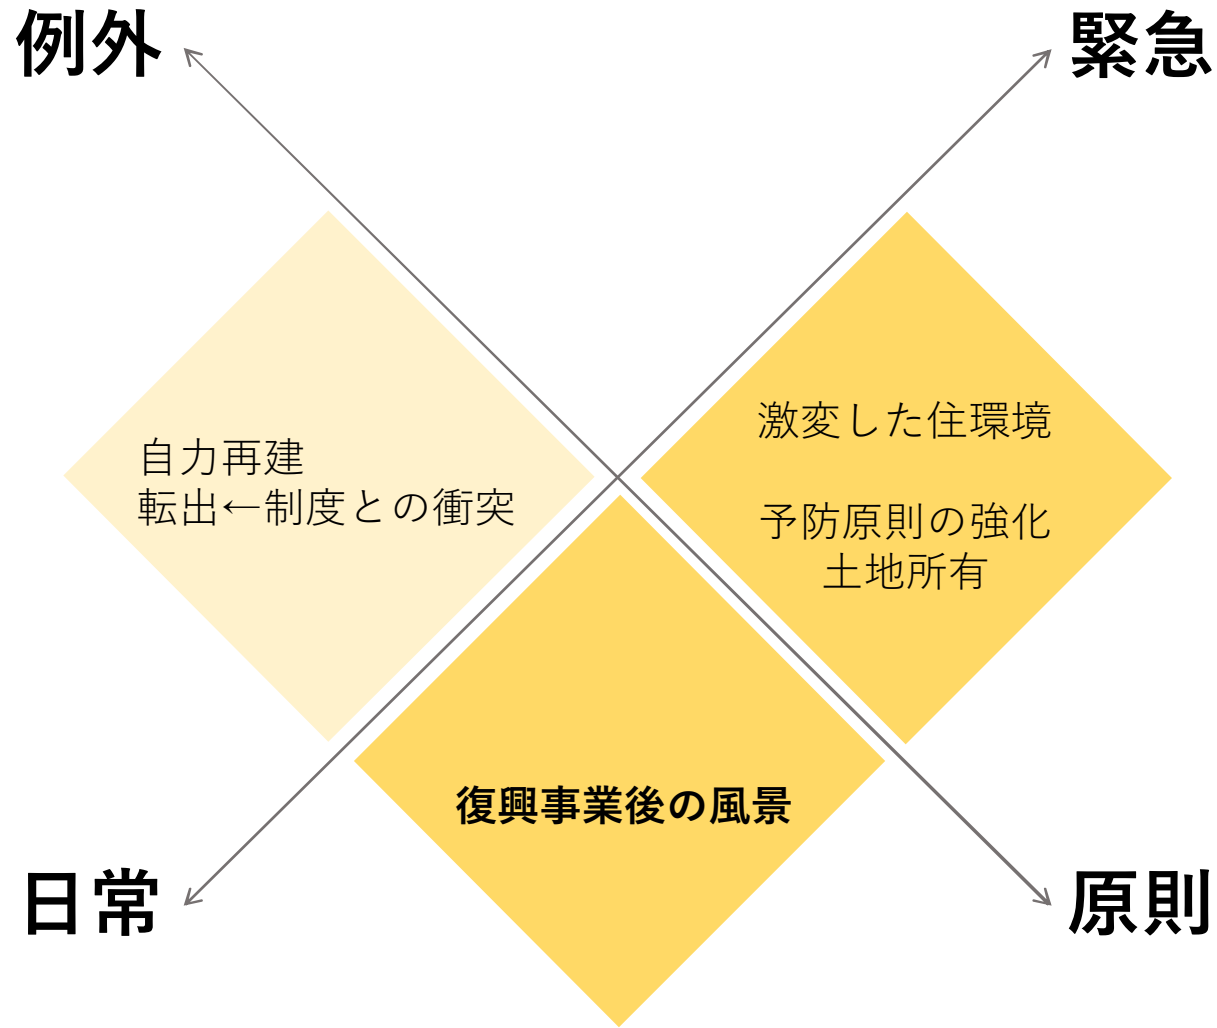 例外
緊急
自力再建
転出←制度との衝突
激変した住環境
予防原則の強化
土地所有
復興事業後の風景
日常
原則